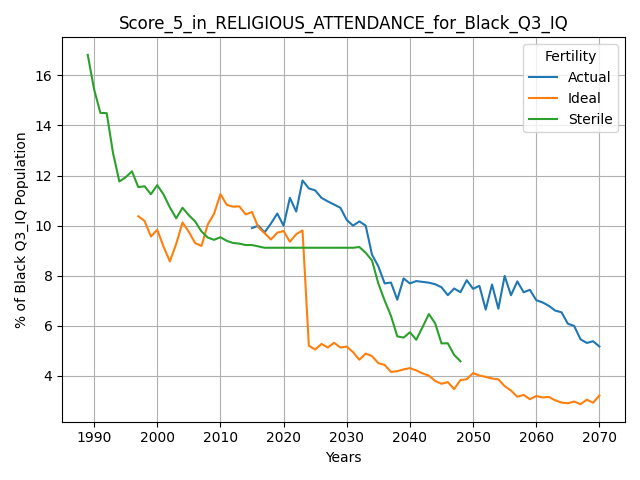 Score_5_in_RELIGIOUS_ATTENDANCE_for_Black_Q3_IQ
Fertility
Actual
Ideal
Sterile
% of Black Q3_IQ Population
16
14
12
10
8
6
4
1990 2000 2010 2020 2030 2040 2050 2060 2070
Years